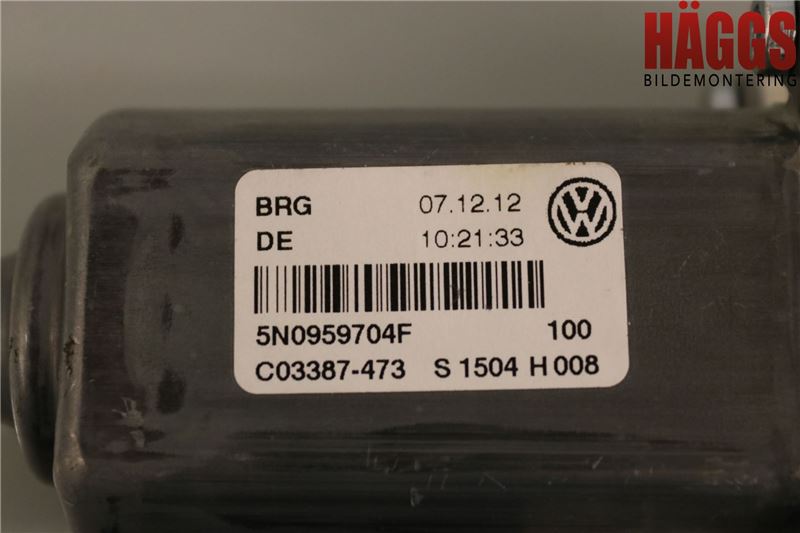 HÄGGS
BILDEMONTERING
BRG 07.12.12
DE 10:21:33
5N0959704F 100
C03387-473 S 1504 H 008